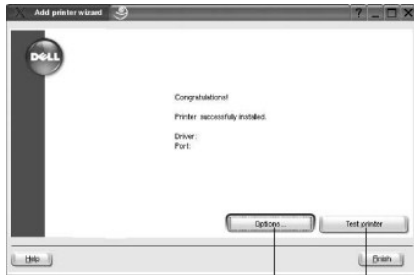 Add printer wizard
DELL
Congratulations!
Printer successfully installed.
Driver:
Port:
Options...
Test printer
Help
Finish